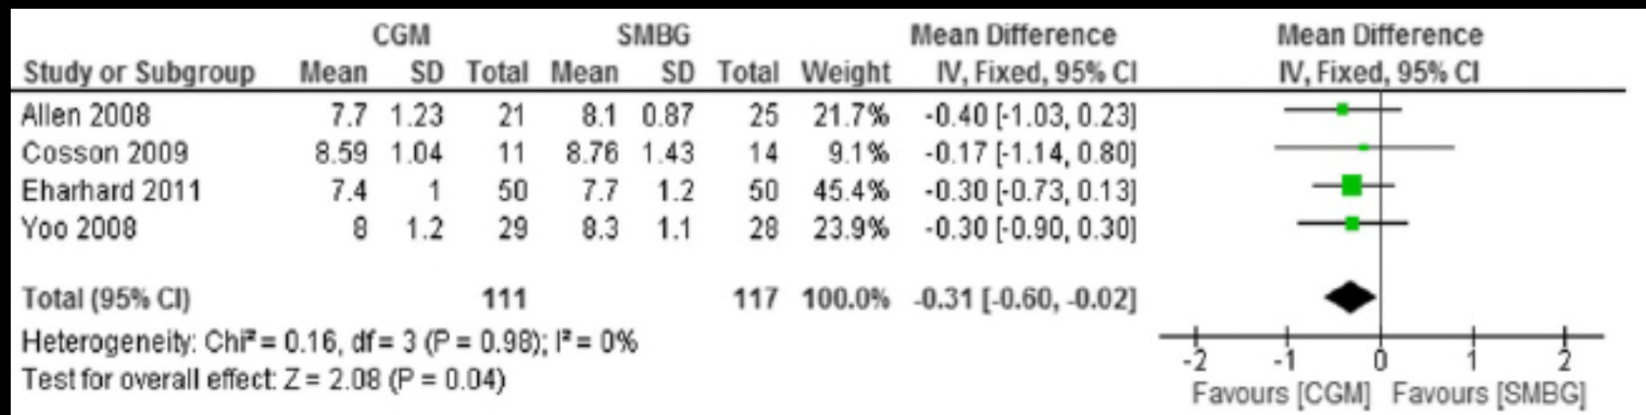 CGM SMBG Mean Difference Mean Difference
Study or Subgroup Mean SD Total Mean SD Total Weight IV, Fixed, 95% CI IV, Fixed, 95% CI
Allen 2008 7.7 1.23 21 8.1 0.87 25 21.7% -0.40 [-1.03, 0.23]
Cosson 2009 8.59 1.04 11 8.76 1.43 14 9.1% -0.17 [-1.14, 0.80]
Eharhard 2011 7.4 1 50 7.7 1.2 50 45.4% -0.30 [-0.73, 0.13]
Yoo 2008 8 1.2 29 8.3 1.1 28 23.9% -0.30 [-0.90, 0.30]
Total (95% CI) 111 117 100.0% -0.31 [-0.60, -0.02]
Heterogeneity: Chi² = 0.16, df = 3 (P = 0.98); I² = 0%
Test for overall effect: Z = 2.08 (P = 0.04)
-2 -1 0 1 2
Favours [CGM] Favours [SMBG]